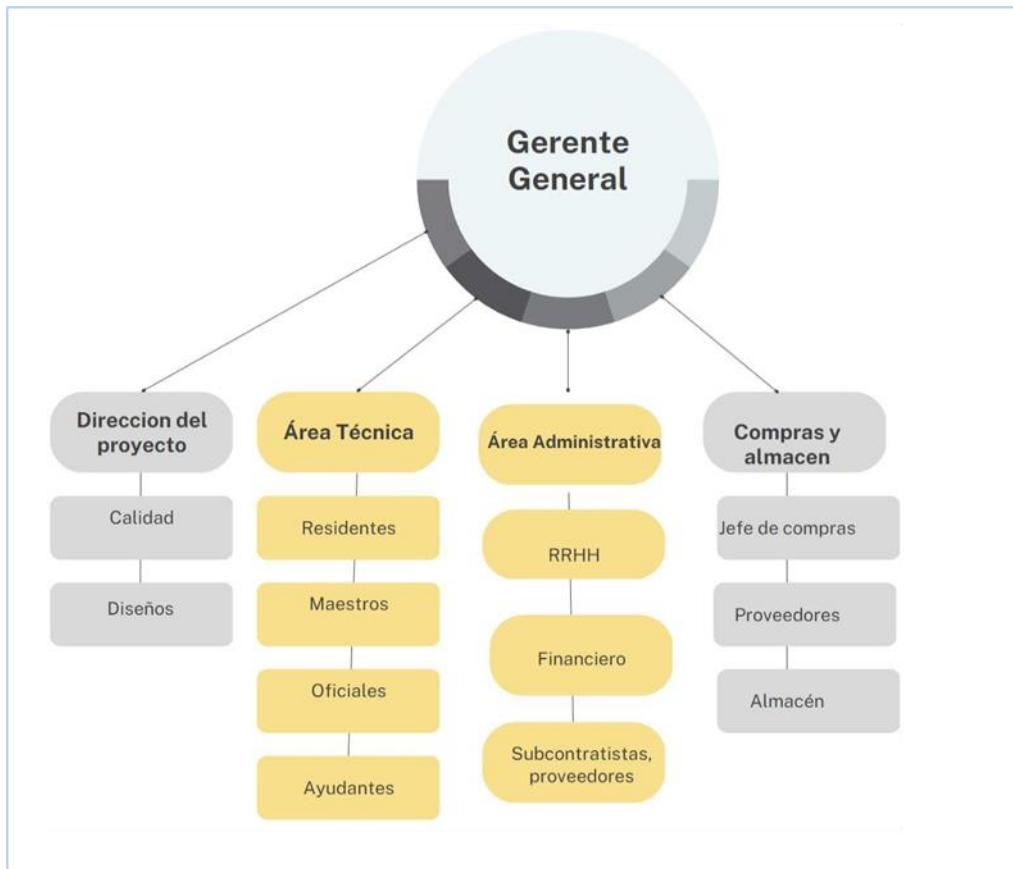 Gerente
General
Direccion del
proyecto
Calidad
Diseños
Área Técnica
Residentes
Maestros
Oficiales
Ayudantes
Área Administrativa
RRHH
Financiero
Subcontratistas,
proveedores
Compras y
almacen
Jefe de compras
Proveedores
Almacén